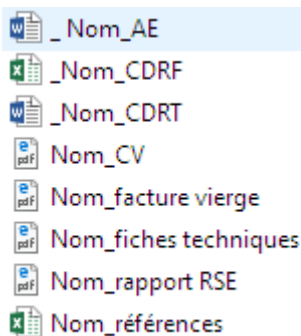 _ Nom_AE
_Nom_CDRF
_Nom_CDRT
Nom_CV
Nom_facture vierge
Nom_fiches techniques
Nom_rapport RSE
Nom_références